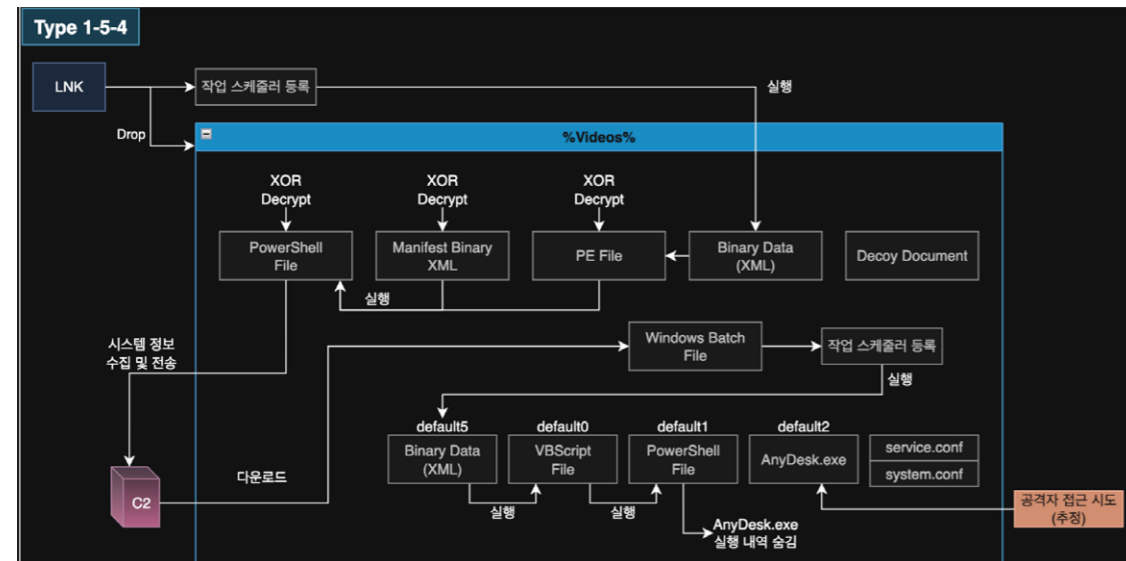 Type 1-5-4
LNK
작업 스케줄러 등록
실행
Drop
%Videos%
XOR
Decrypt
XOR
Decrypt
XOR
Decrypt
PowerShell
File
Manifest Binary
XML
PE File
Binary Data
(XML)
Decoy Document
실행
시스템 정보
수집 및 전송
Windows Batch
File
작업 스케줄러 등록
실행
default5
default0
default1
default2
Binary Data
(XML)
VBScript
File
PowerShell
File
AnyDesk.exe
service.conf
system.conf
C2
다운로드
실행
실행
공격자 접근 시도
(추정)
AnyDesk.exe
실행 내역 숨김